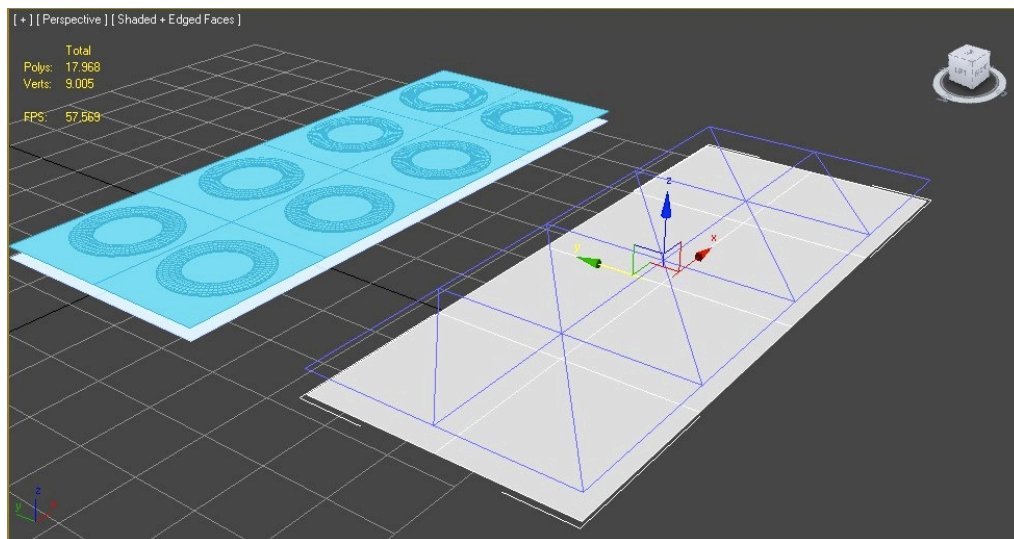 [ + ] [ Perspective ] [ Shaded + Edged Faces ]
Total
Polys: 17.968
Verts: 9.005
FPS: 57,569
z
y
x
z
y